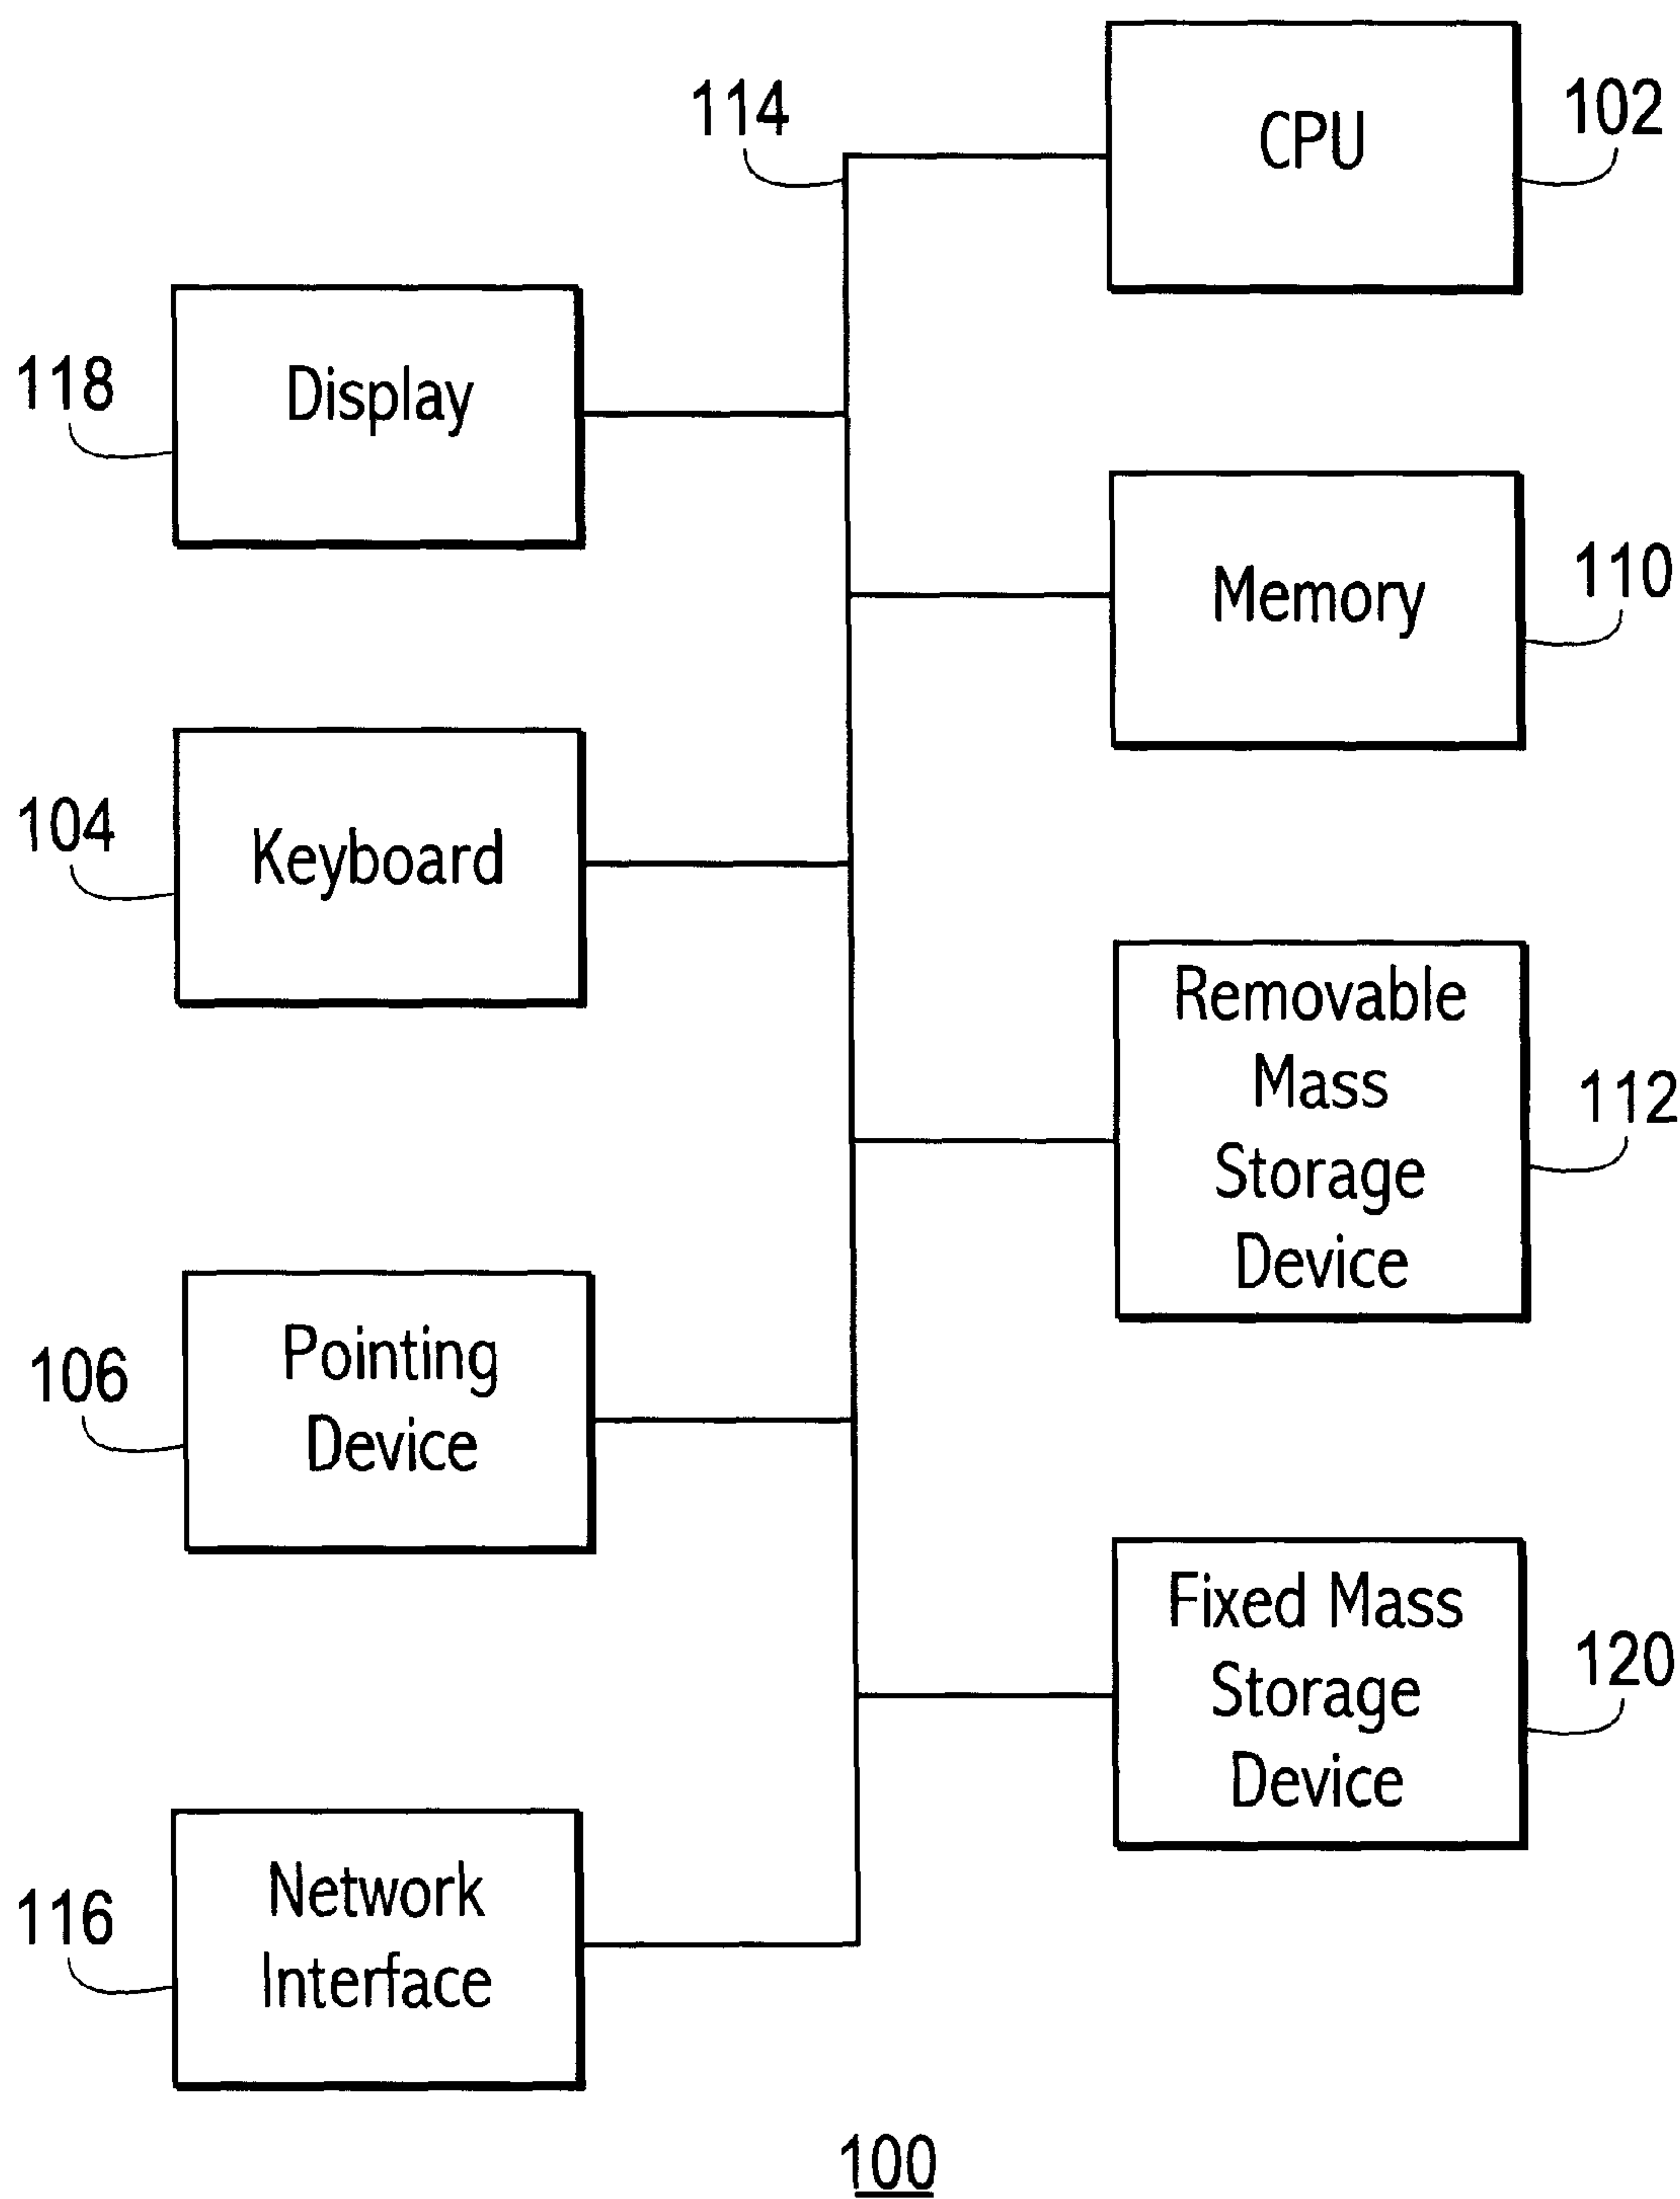 114
CPU
102
118
Display
Memory
110
104
Keyboard
Removable
Mass
Storage
Device
112
106
Pointing
Device
Fixed Mass
Storage
Device
120
116
Network
Interface
100